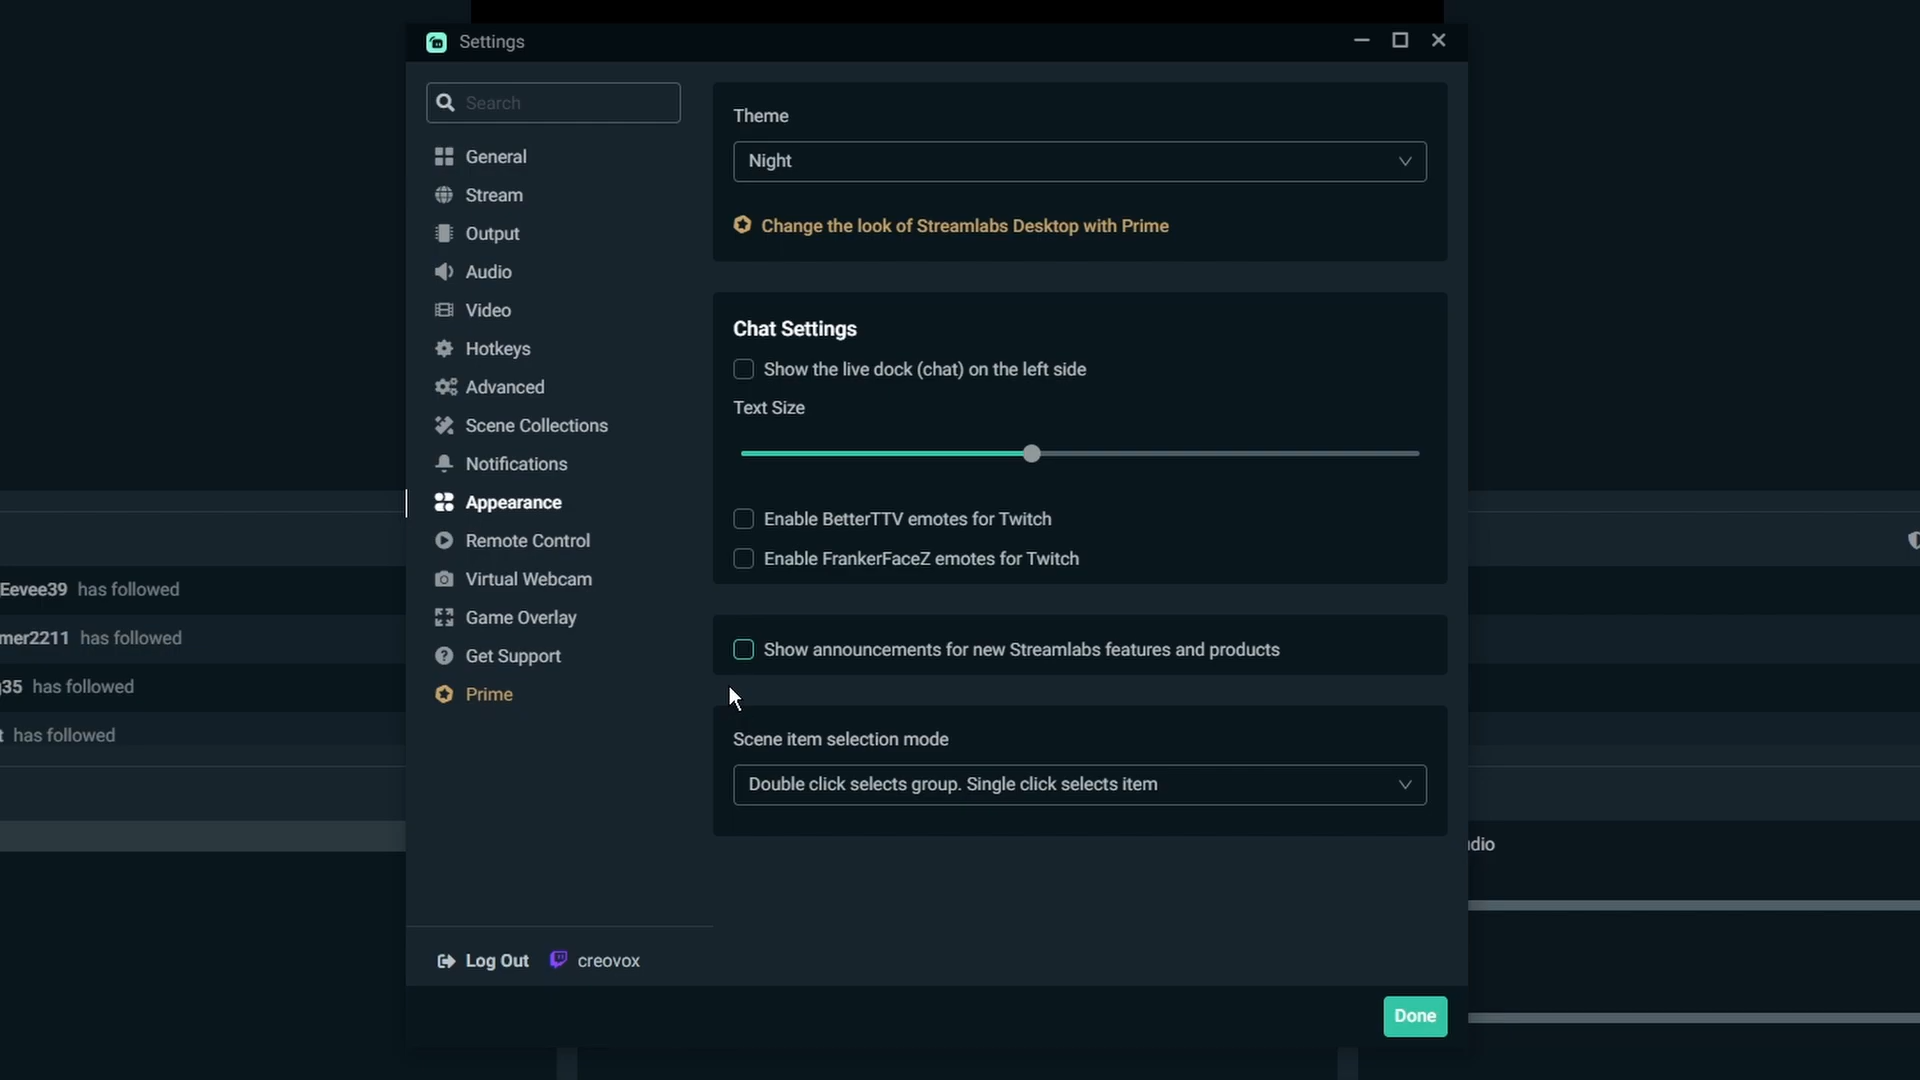 Settings
Search
General
Stream
Output
Audio
Video
Hotkeys
Advanced
Scene Collections
Notifications
Appearance
Remote Control
Virtual Webcam
Game Overlay
Get Support
Prime
Log Out creovox
Theme
Night
Change the look of Streamlabs Desktop with Prime
Chat Settings
Show the live dock (chat) on the left side
Text Size
Enable BetterTTV emotes for Twitch
Enable FrankerFaceZ emotes for Twitch
Show announcements for new Streamlabs features and products
Scene item selection mode
Double click selects group. Single click selects item
Done
Eevee39 has followed
mer2211 has followed
35 has followed
t has followed
dio